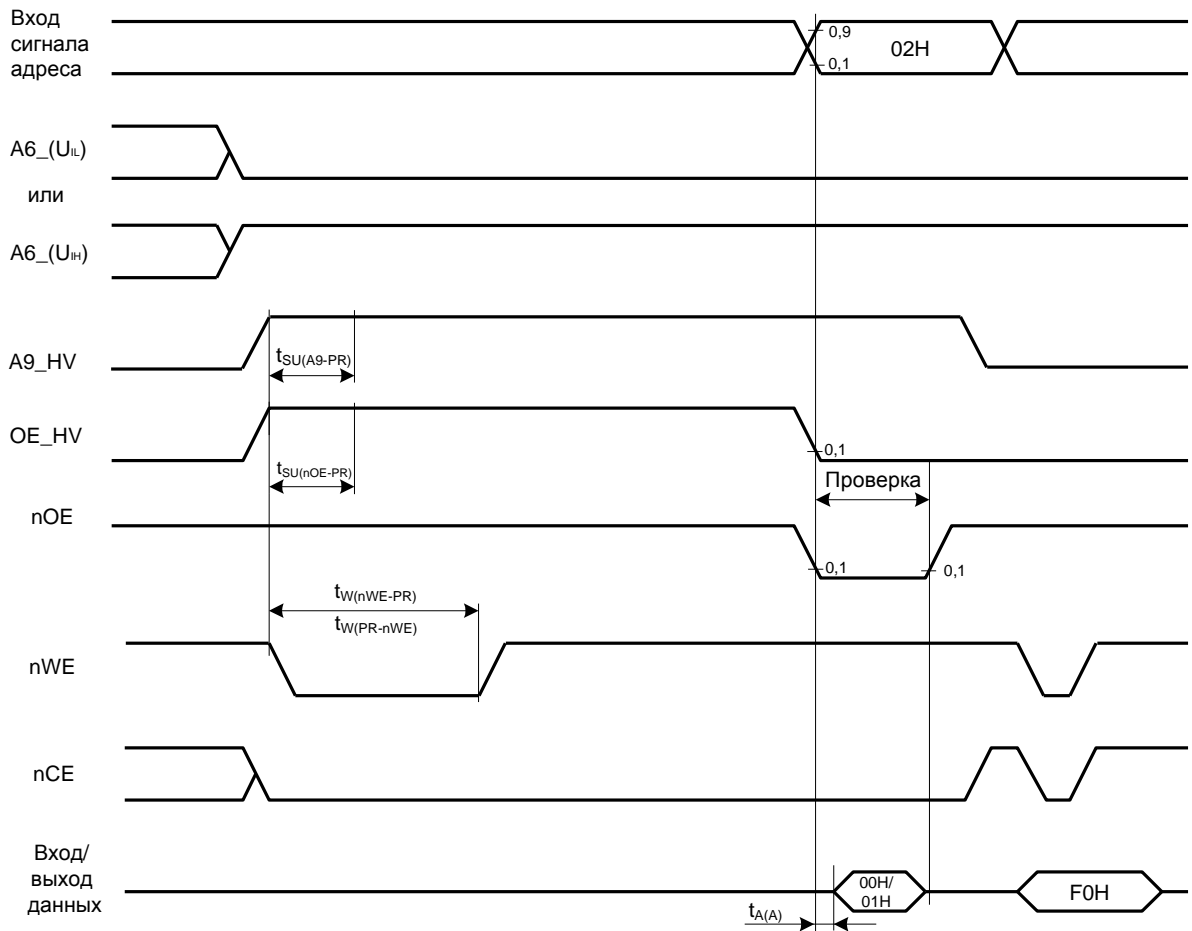 Вход
сигнала
адреса
0,9
02H
0,1
A6_(UIL)
или
A6_(UIH)
A9_HV
tSU(A9-PR)
OE_HV
0,1
tSU(nOE-PR)
Проверка
nOE
0,1
0,1
tW(nWE-PR)
tW(PR-nWE)
nWE
nCE
Вход/
выход
данных
00H/
01H
F0H
tA(A)